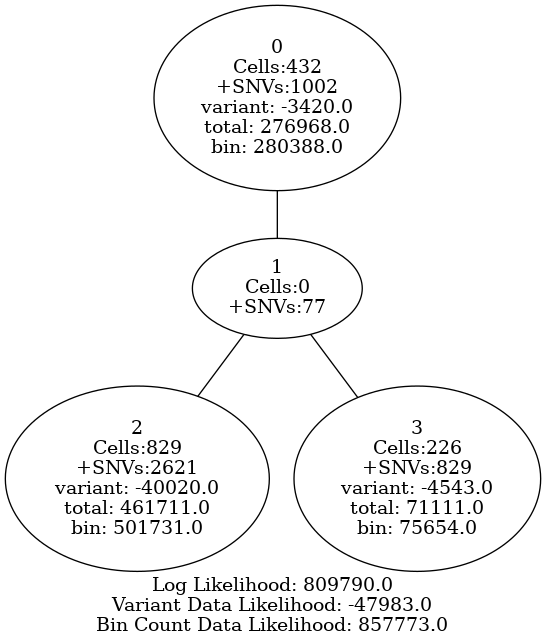 0
Cells:432
+SNVs:1002
variant: -3420.0
total: 276968.0
bin: 280388.0
1
Cells:0
+SNVs:77
2
Cells:829
+SNVs:2621
variant: -40020.0
total: 461711.0
bin: 501731.0
3
Cells:226
+SNVs:829
variant: -4543.0
total: 71111.0
bin: 75654.0
Log Likelihood: 809790.0
Variant Data Likelihood: -47983.0
Bin Count Data Likelihood: 857773.0